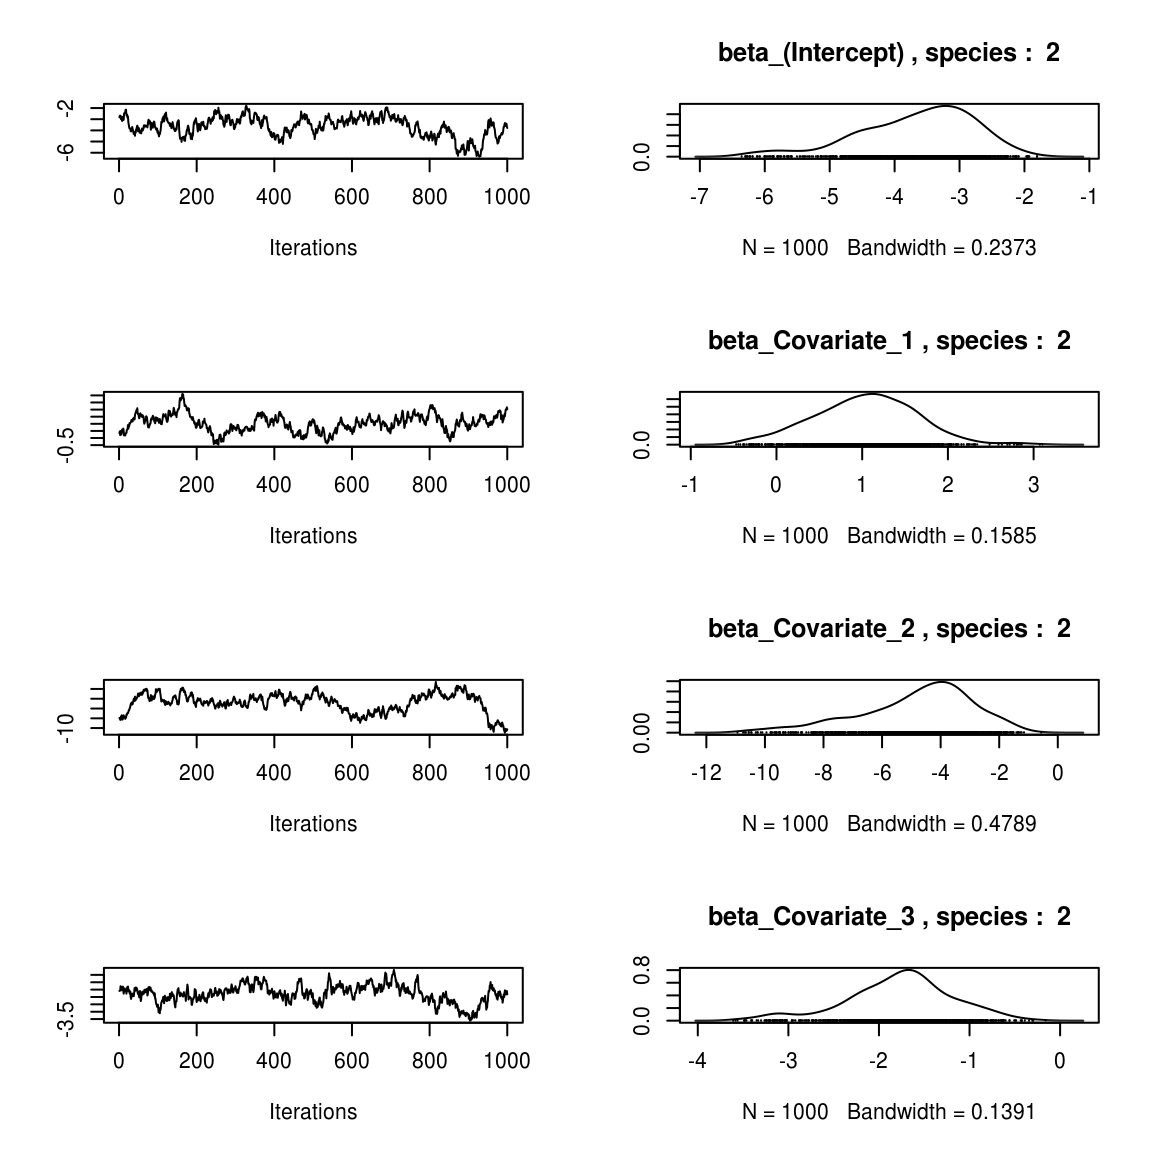 beta_(Intercept) , species :  2
-2
-6
0 200 400 600 800 1000
Iterations
0.0
-7 -6 -5 -4 -3 -2 -1
N = 1000   Bandwidth = 0.2373
beta_Covariate_1 , species :  2
-0.5
0 200 400 600 800 1000
Iterations
0.0
-1 0 1 2 3
N = 1000   Bandwidth = 0.1585
beta_Covariate_2 , species :  2
-10
0 200 400 600 800 1000
Iterations
0.00
-12 -10 -8 -6 -4 -2 0
N = 1000   Bandwidth = 0.4789
beta_Covariate_3 , species :  2
-3.5
0 200 400 600 800 1000
Iterations
0.8
0.0
-4 -3 -2 -1 0
N = 1000   Bandwidth = 0.1391